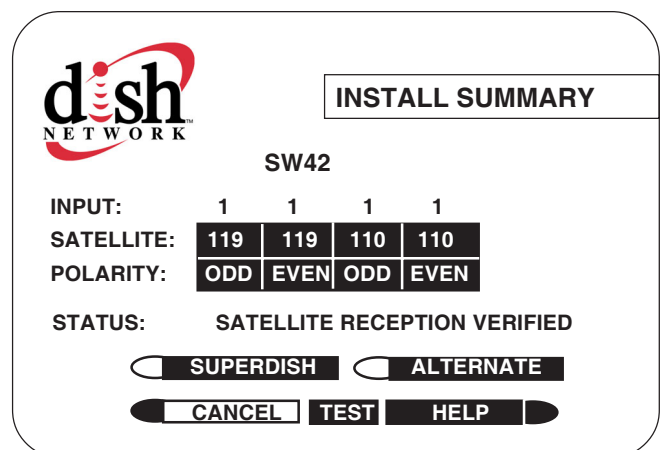 dish
NETWORK™
INSTALL SUMMARY
SW42
INPUT: 1 1 1 1
SATELLITE: 119 119 110 110
POLARITY: ODD EVEN ODD EVEN
STATUS: SATELLITE RECEPTION VERIFIED
SUPERDISH ALTERNATE
CANCEL TEST HELP